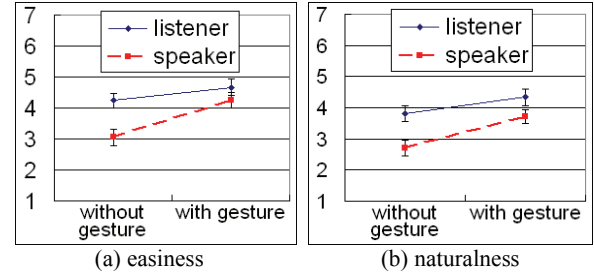 7
6
5
4
3
2
1
listener
speaker
without
gesture
with gesture
(a) easiness
7
6
5
4
3
2
1
listener
speaker
without
gesture
with gesture
(b) naturalness